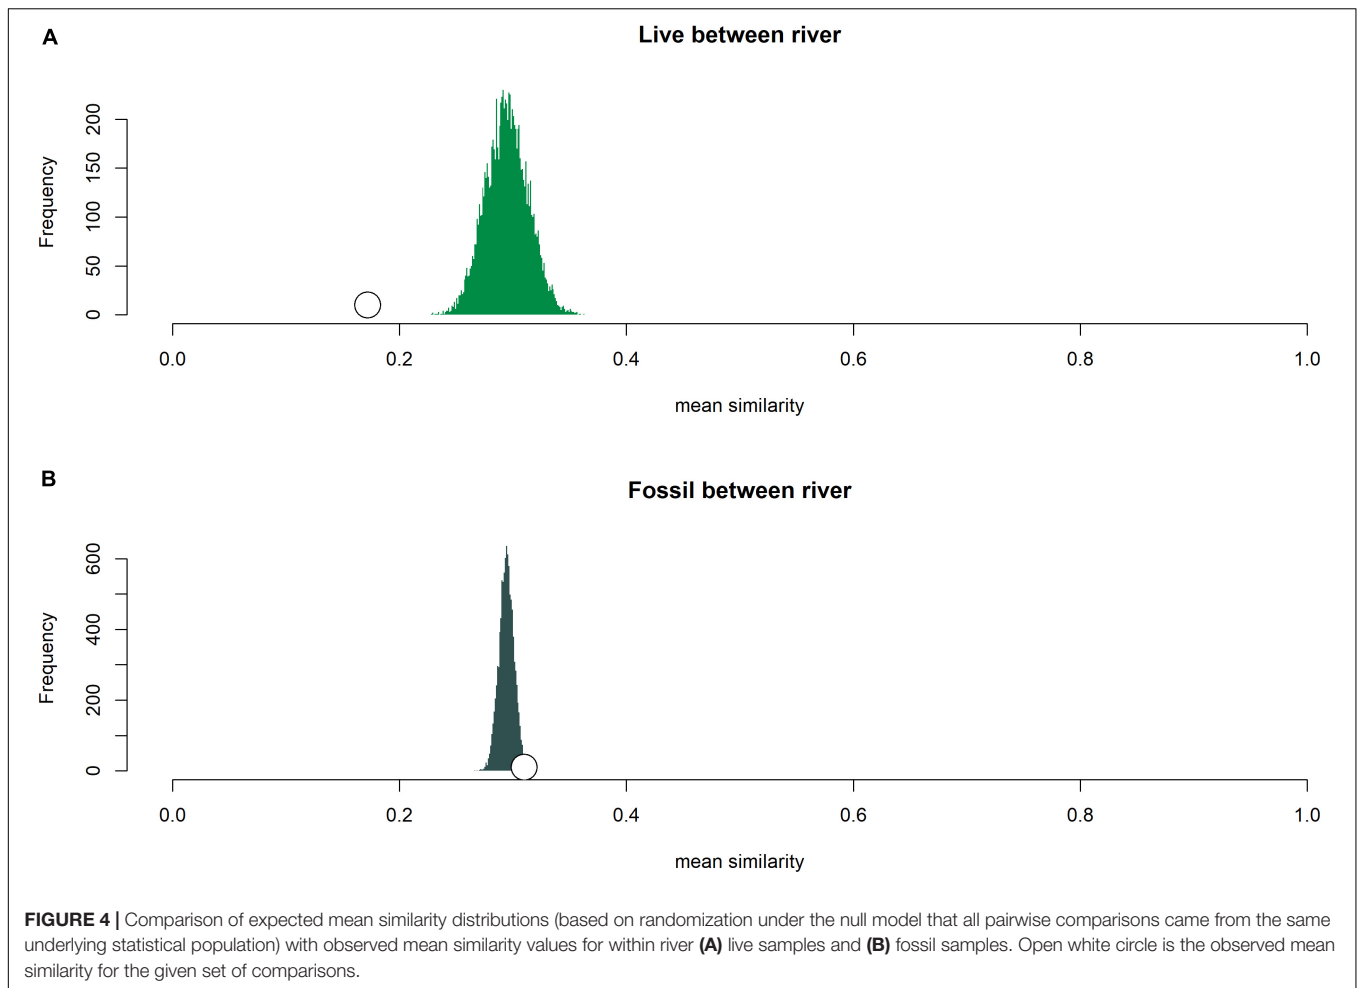 A
Live between river
Frequency
200
150
100
50
0
0.0 0.2 0.4 0.6 0.8 1.0
mean similarity
B
Fossil between river
Frequency
600
400
200
0
0.0 0.2 0.4 0.6 0.8 1.0
mean similarity
FIGURE 4 | Comparison of expected mean similarity distributions (based on randomization under the null model that all pairwise comparisons came from the same
underlying statistical population) with observed mean similarity values for within river (A) live samples and (B) fossil samples. Open white circle is the observed mean
similarity for the given set of comparisons.